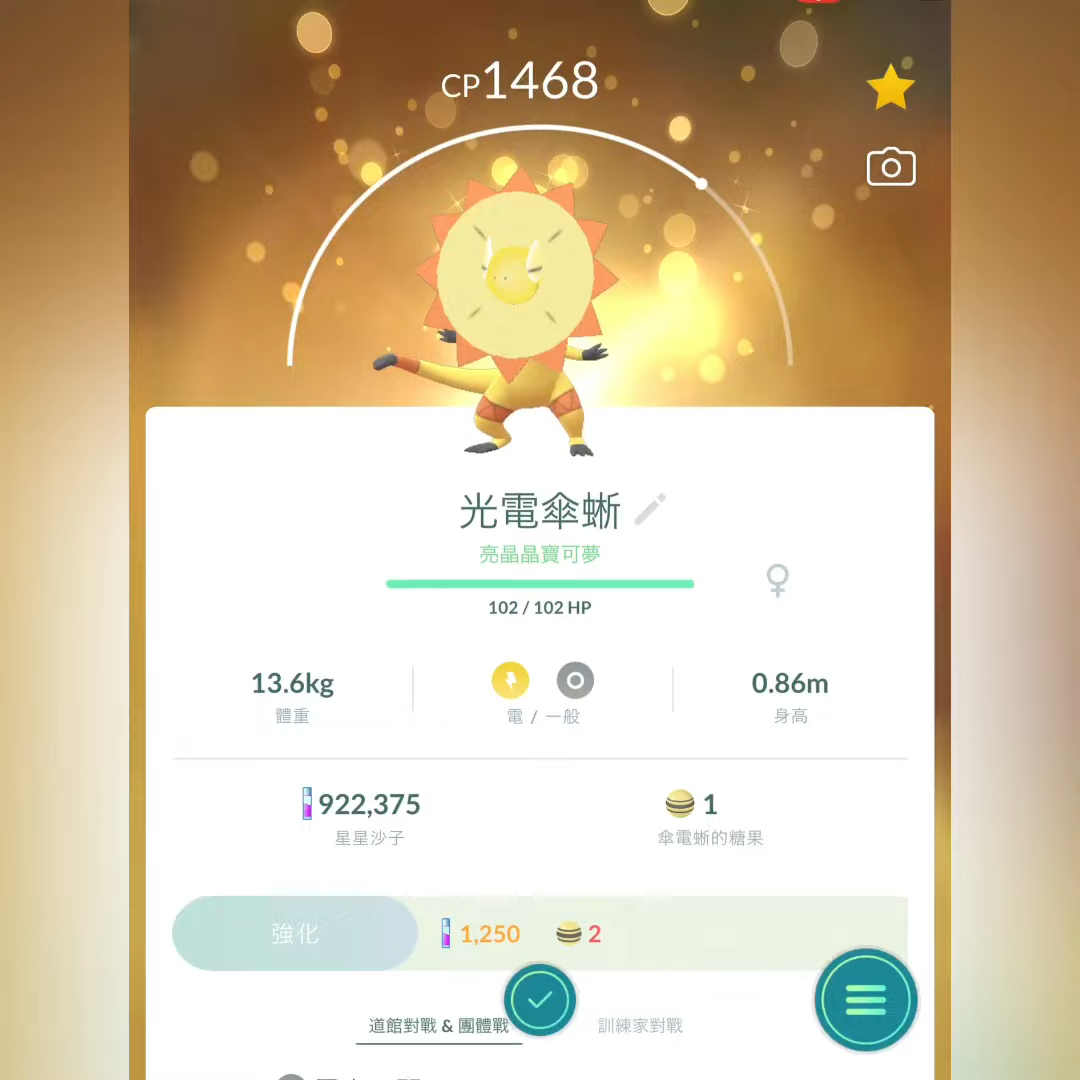 CP1468
光電傘蜥
亮晶晶寶可夢
102 / 102 HP
13.6kg
電 / 一般
0.86m
體重
身高
922,375
1
星星沙子
傘電蜥的糖果
強化
1,250
2
道館對戰 & 團體戰
訓練家對戰